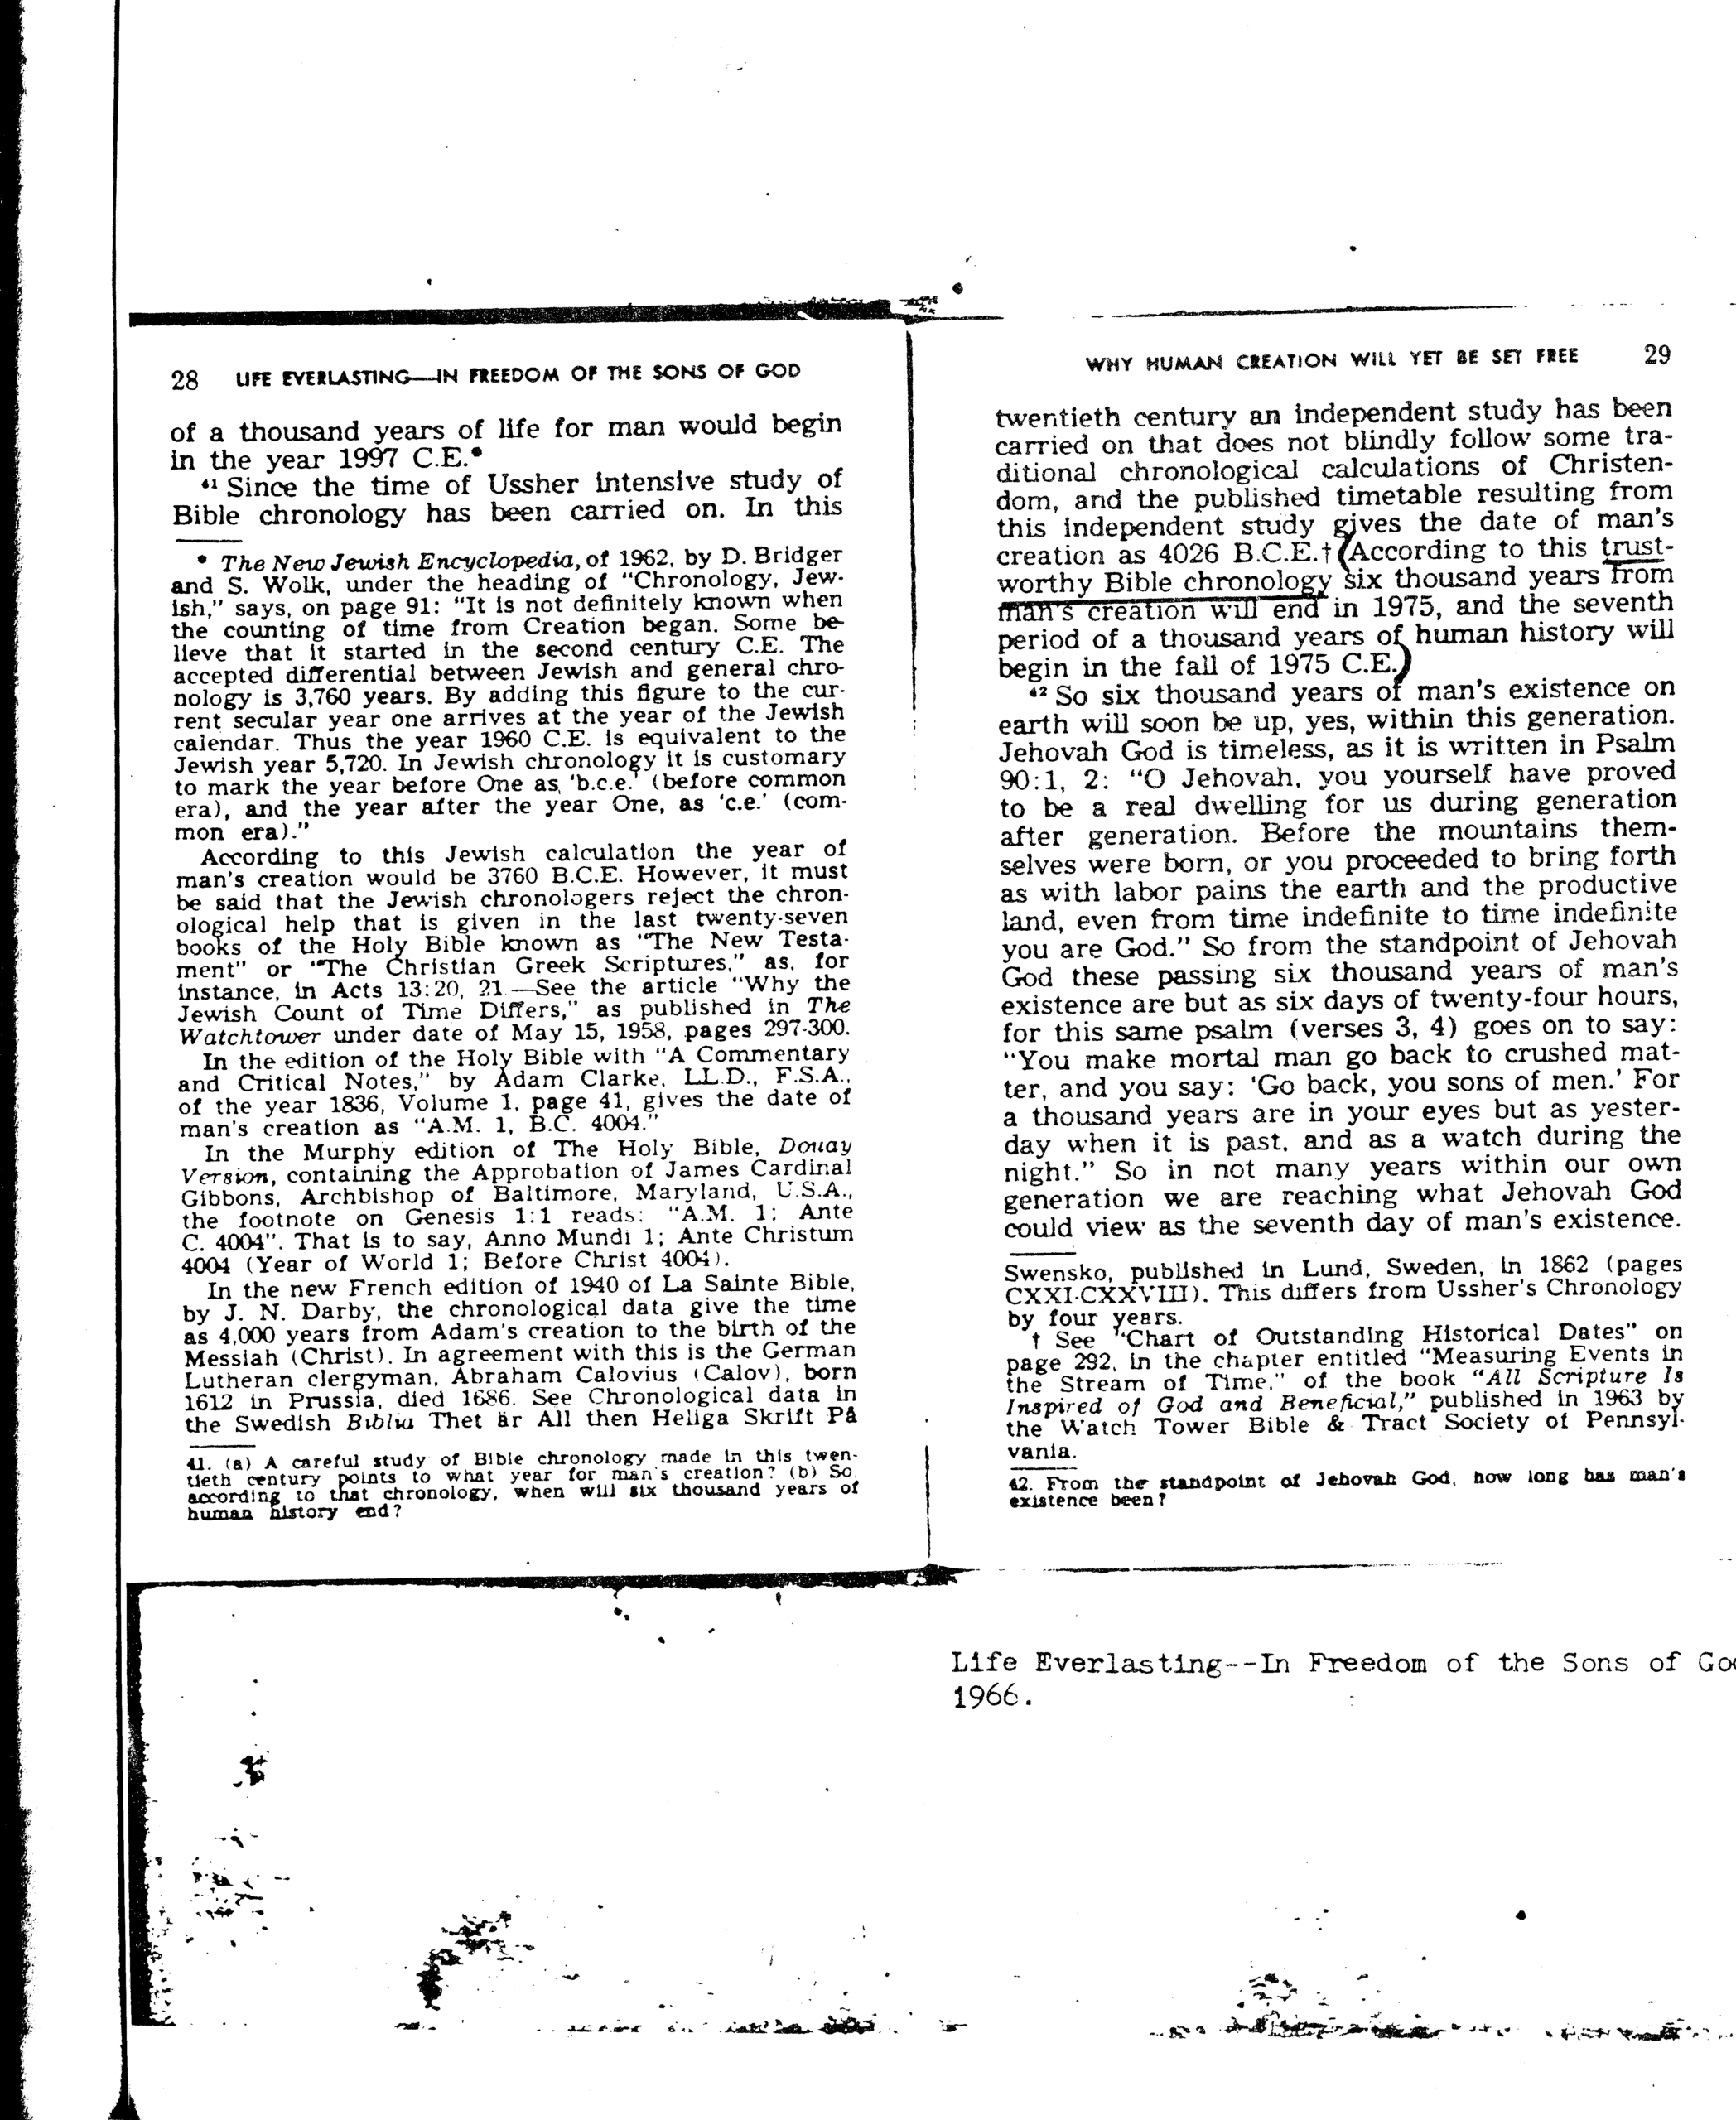 28 LIFE EVERLASTING—IN FREEDOM OF THE SONS OF GOD
of a thousand years of life for man would begin
in the year 1997 C.E.*
⁴¹ Since the time of Ussher intensive study of
Bible chronology has been carried on. In this
* The New Jewish Encyclopedia, of 1962, by D. Bridger
and S. Wolk, under the heading of "Chronology, Jew-
ish," says, on page 91: "It is not definitely known when
the counting of time from Creation began. Some be-
lieve that it started in the second century C.E. The
accepted differential between Jewish and general chro-
nology is 3,760 years. By adding this figure to the cur-
rent secular year one arrives at the year of the Jewish
calendar. Thus the year 1960 C.E. is equivalent to the
Jewish year 5,720. In Jewish chronology it is customary
to mark the year before One as, 'b.c.e.' (before common
era), and the year after the year One, as 'c.e.' (com-
mon era)."
According to this Jewish calculation the year of
man's creation would be 3760 B.C.E. However, it must
be said that the Jewish chronologers reject the chron-
ological help that is given in the last twenty-seven
books of the Holy Bible known as "The New Testa-
ment" or "The Christian Greek Scriptures," as, for
instance, in Acts 13:20, 21.—See the article "Why the
Jewish Count of Time Differs," as published in The
Watchtower under date of May 15, 1958, pages 297-300.
In the edition of the Holy Bible with "A Commentary
and Critical Notes," by Adam Clarke, LL.D., F.S.A.,
of the year 1836, Volume 1, page 41, gives the date of
man's creation as "A.M. 1, B.C. 4004."
In the Murphy edition of The Holy Bible, Douay
Version, containing the Approbation of James Cardinal
Gibbons, Archbishop of Baltimore, Maryland, U.S.A.,
the footnote on Genesis 1:1 reads: "A.M. 1; Ante
C. 4004". That is to say, Anno Mundi 1; Ante Christum
4004 (Year of World 1; Before Christ 4004).
In the new French edition of 1940 of La Sainte Bible,
by J. N. Darby, the chronological data give the time
as 4,000 years from Adam's creation to the birth of the
Messiah (Christ). In agreement with this is the German
Lutheran clergyman, Abraham Calovius (Calov), born
1612 in Prussia, died 1686. See Chronological data in
the Swedish Biblia Thet är All then Heliga Skrift På
41. (a) A careful study of Bible chronology made in this twen-
tieth century points to what year for man's creation? (b) So,
according to that chronology, when will six thousand years of
human history end?
WHY HUMAN CREATION WILL YET BE SET FREE 29
twentieth century an independent study has been
carried on that does not blindly follow some tra-
ditional chronological calculations of Christen-
dom, and the published timetable resulting from
this independent study gives the date of man's
creation as 4026 B.C.E.† (According to this trust-
worthy Bible chronology six thousand years from
man's creation will end in 1975, and the seventh
period of a thousand years of human history will
begin in the fall of 1975 C.E.)
⁴² So six thousand years of man's existence on
earth will soon be up, yes, within this generation.
Jehovah God is timeless, as it is written in Psalm
90:1, 2: "O Jehovah, you yourself have proved
to be a real dwelling for us during generation
after generation. Before the mountains them-
selves were born, or you proceeded to bring forth
as with labor pains the earth and the productive
land, even from time indefinite to time indefinite
you are God." So from the standpoint of Jehovah
God these passing six thousand years of man's
existence are but as six days of twenty-four hours,
for this same psalm (verses 3, 4) goes on to say:
"You make mortal man go back to crushed mat-
ter, and you say: 'Go back, you sons of men.' For
a thousand years are in your eyes but as yester-
day when it is past, and as a watch during the
night." So in not many years within our own
generation we are reaching what Jehovah God
could view as the seventh day of man's existence.
Swensko, published in Lund, Sweden, in 1862 (pages
CXXI-CXXVIII). This differs from Ussher's Chronology
by four years.
† See "Chart of Outstanding Historical Dates" on
page 292, in the chapter entitled "Measuring Events in
the Stream of Time," of the book "All Scripture Is
Inspired of God and Beneficial," published in 1963 by
the Watch Tower Bible & Tract Society of Pennsyl-
vania.
42. From the standpoint of Jehovah God, how long has man's
existence been?
Life Everlasting--In Freedom of the Sons of Go
1966.